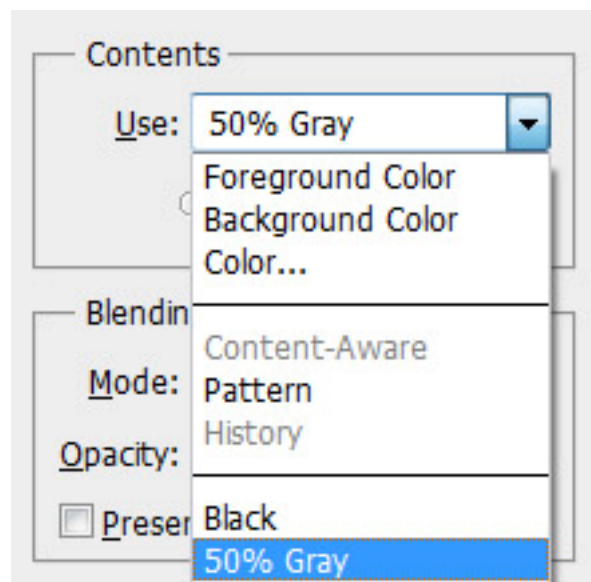 Contents
Use: 50% Gray
Foreground Color
Background Color
Color...
Blendin
Content-Aware
Mode: Pattern
History
Opacity:
Preser Black
50% Gray